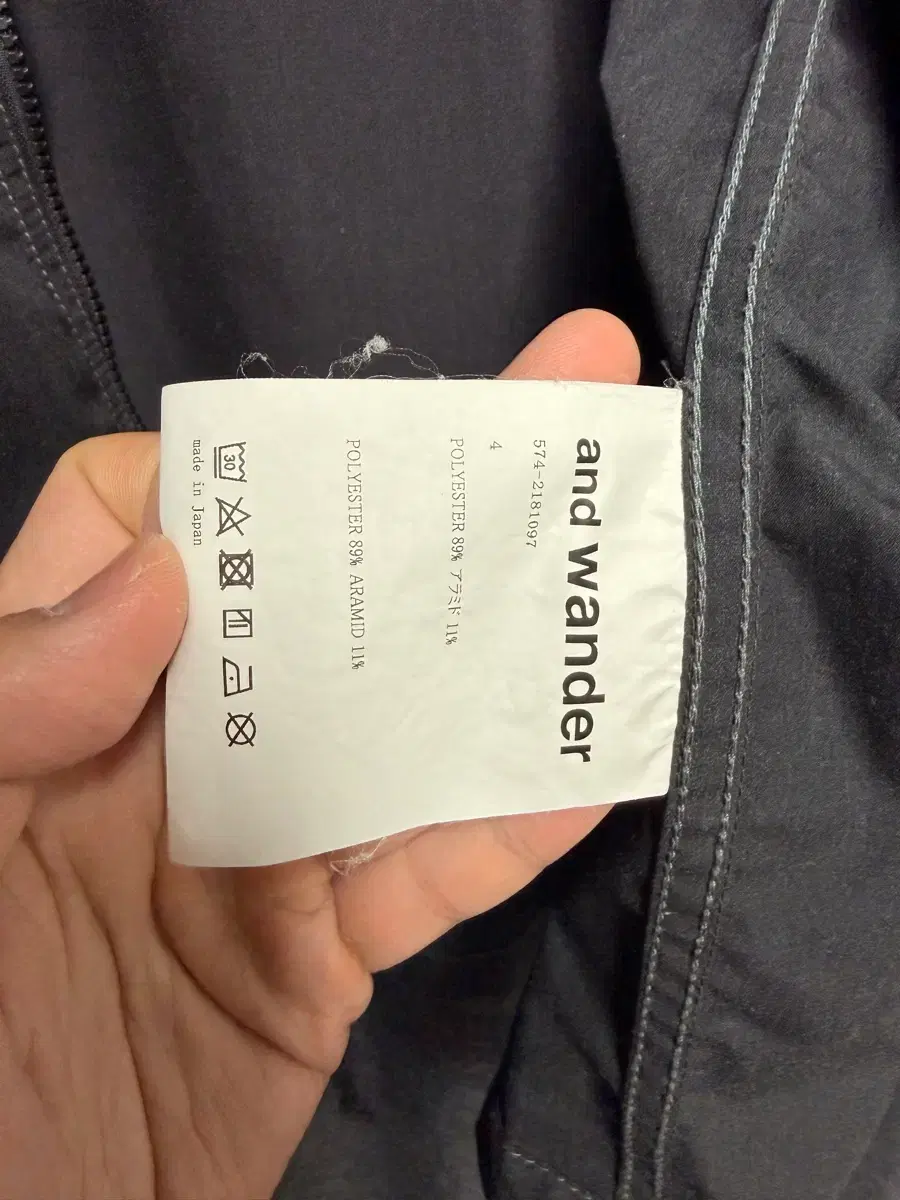 and wander
574-2181097
4
POLYESTER 89% アラミド 11%
POLYESTER 89% ARAMID 11%
30
made in Japan